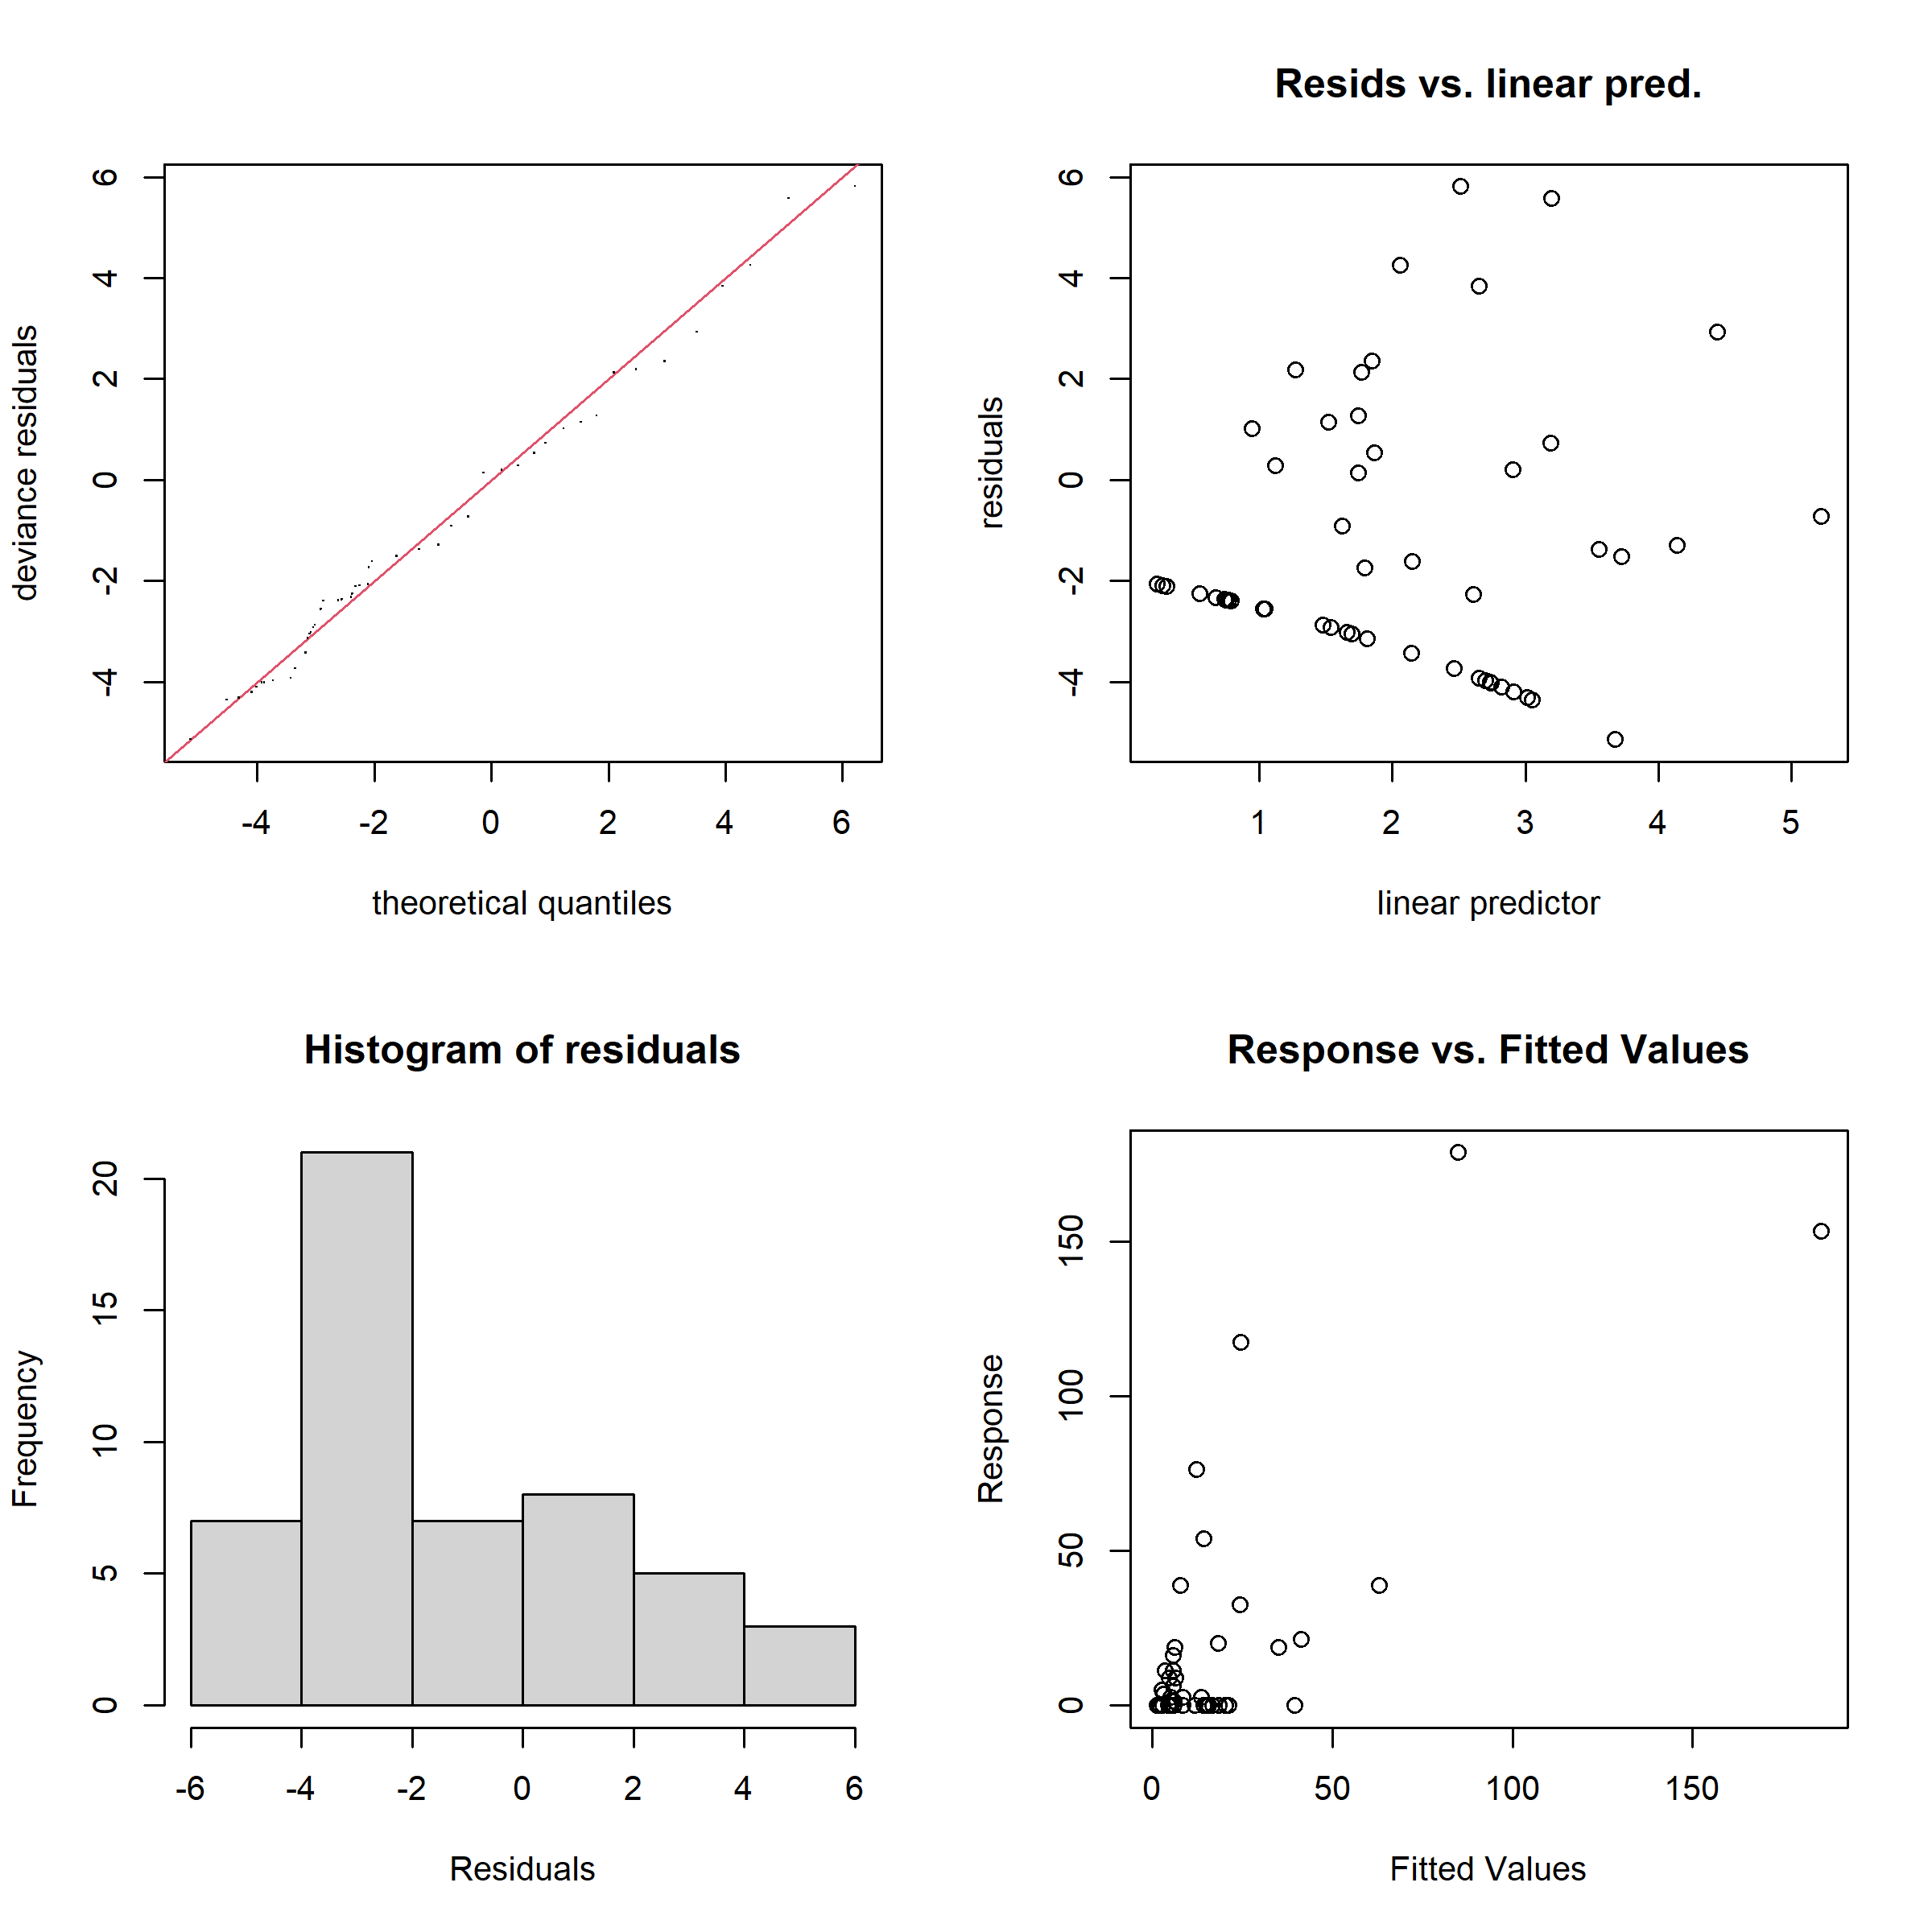 deviance residuals
6
4
2
0
-2
-4
-4 -2 0 2 4 6
theoretical quantiles
Resids vs. linear pred.
residuals
6
4
2
0
-2
-4
1 2 3 4 5
linear predictor
Histogram of residuals
Frequency
20
15
10
5
0
-6 -4 -2 0 2 4 6
Residuals
Response vs. Fitted Values
Response
150
100
50
0
0 50 100 150
Fitted Values